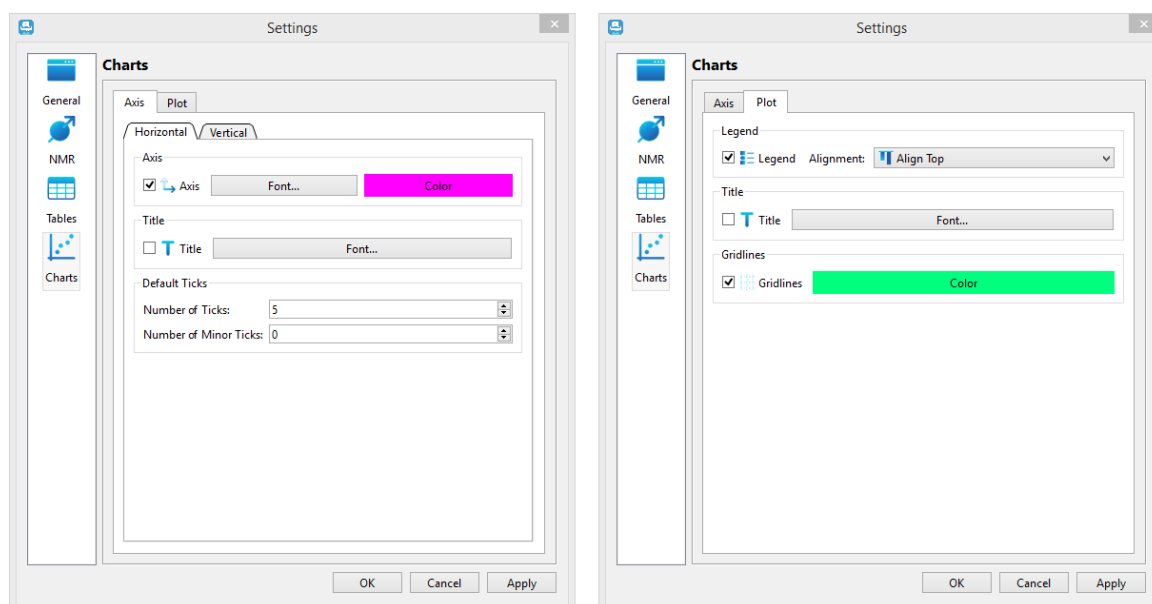 Settings
Charts
General
NMR
Tables
Charts
Axis Plot
Horizontal Vertical
Axis
Axis Font... Color
Title
Title Font...
Default Ticks
Number of Ticks: 5
Number of Minor Ticks: 0
OK Cancel Apply
Settings
Charts
General
NMR
Tables
Charts
Axis Plot
Legend
Legend Alignment: Align Top
Title
Title Font...
Gridlines
Gridlines Color
OK Cancel Apply